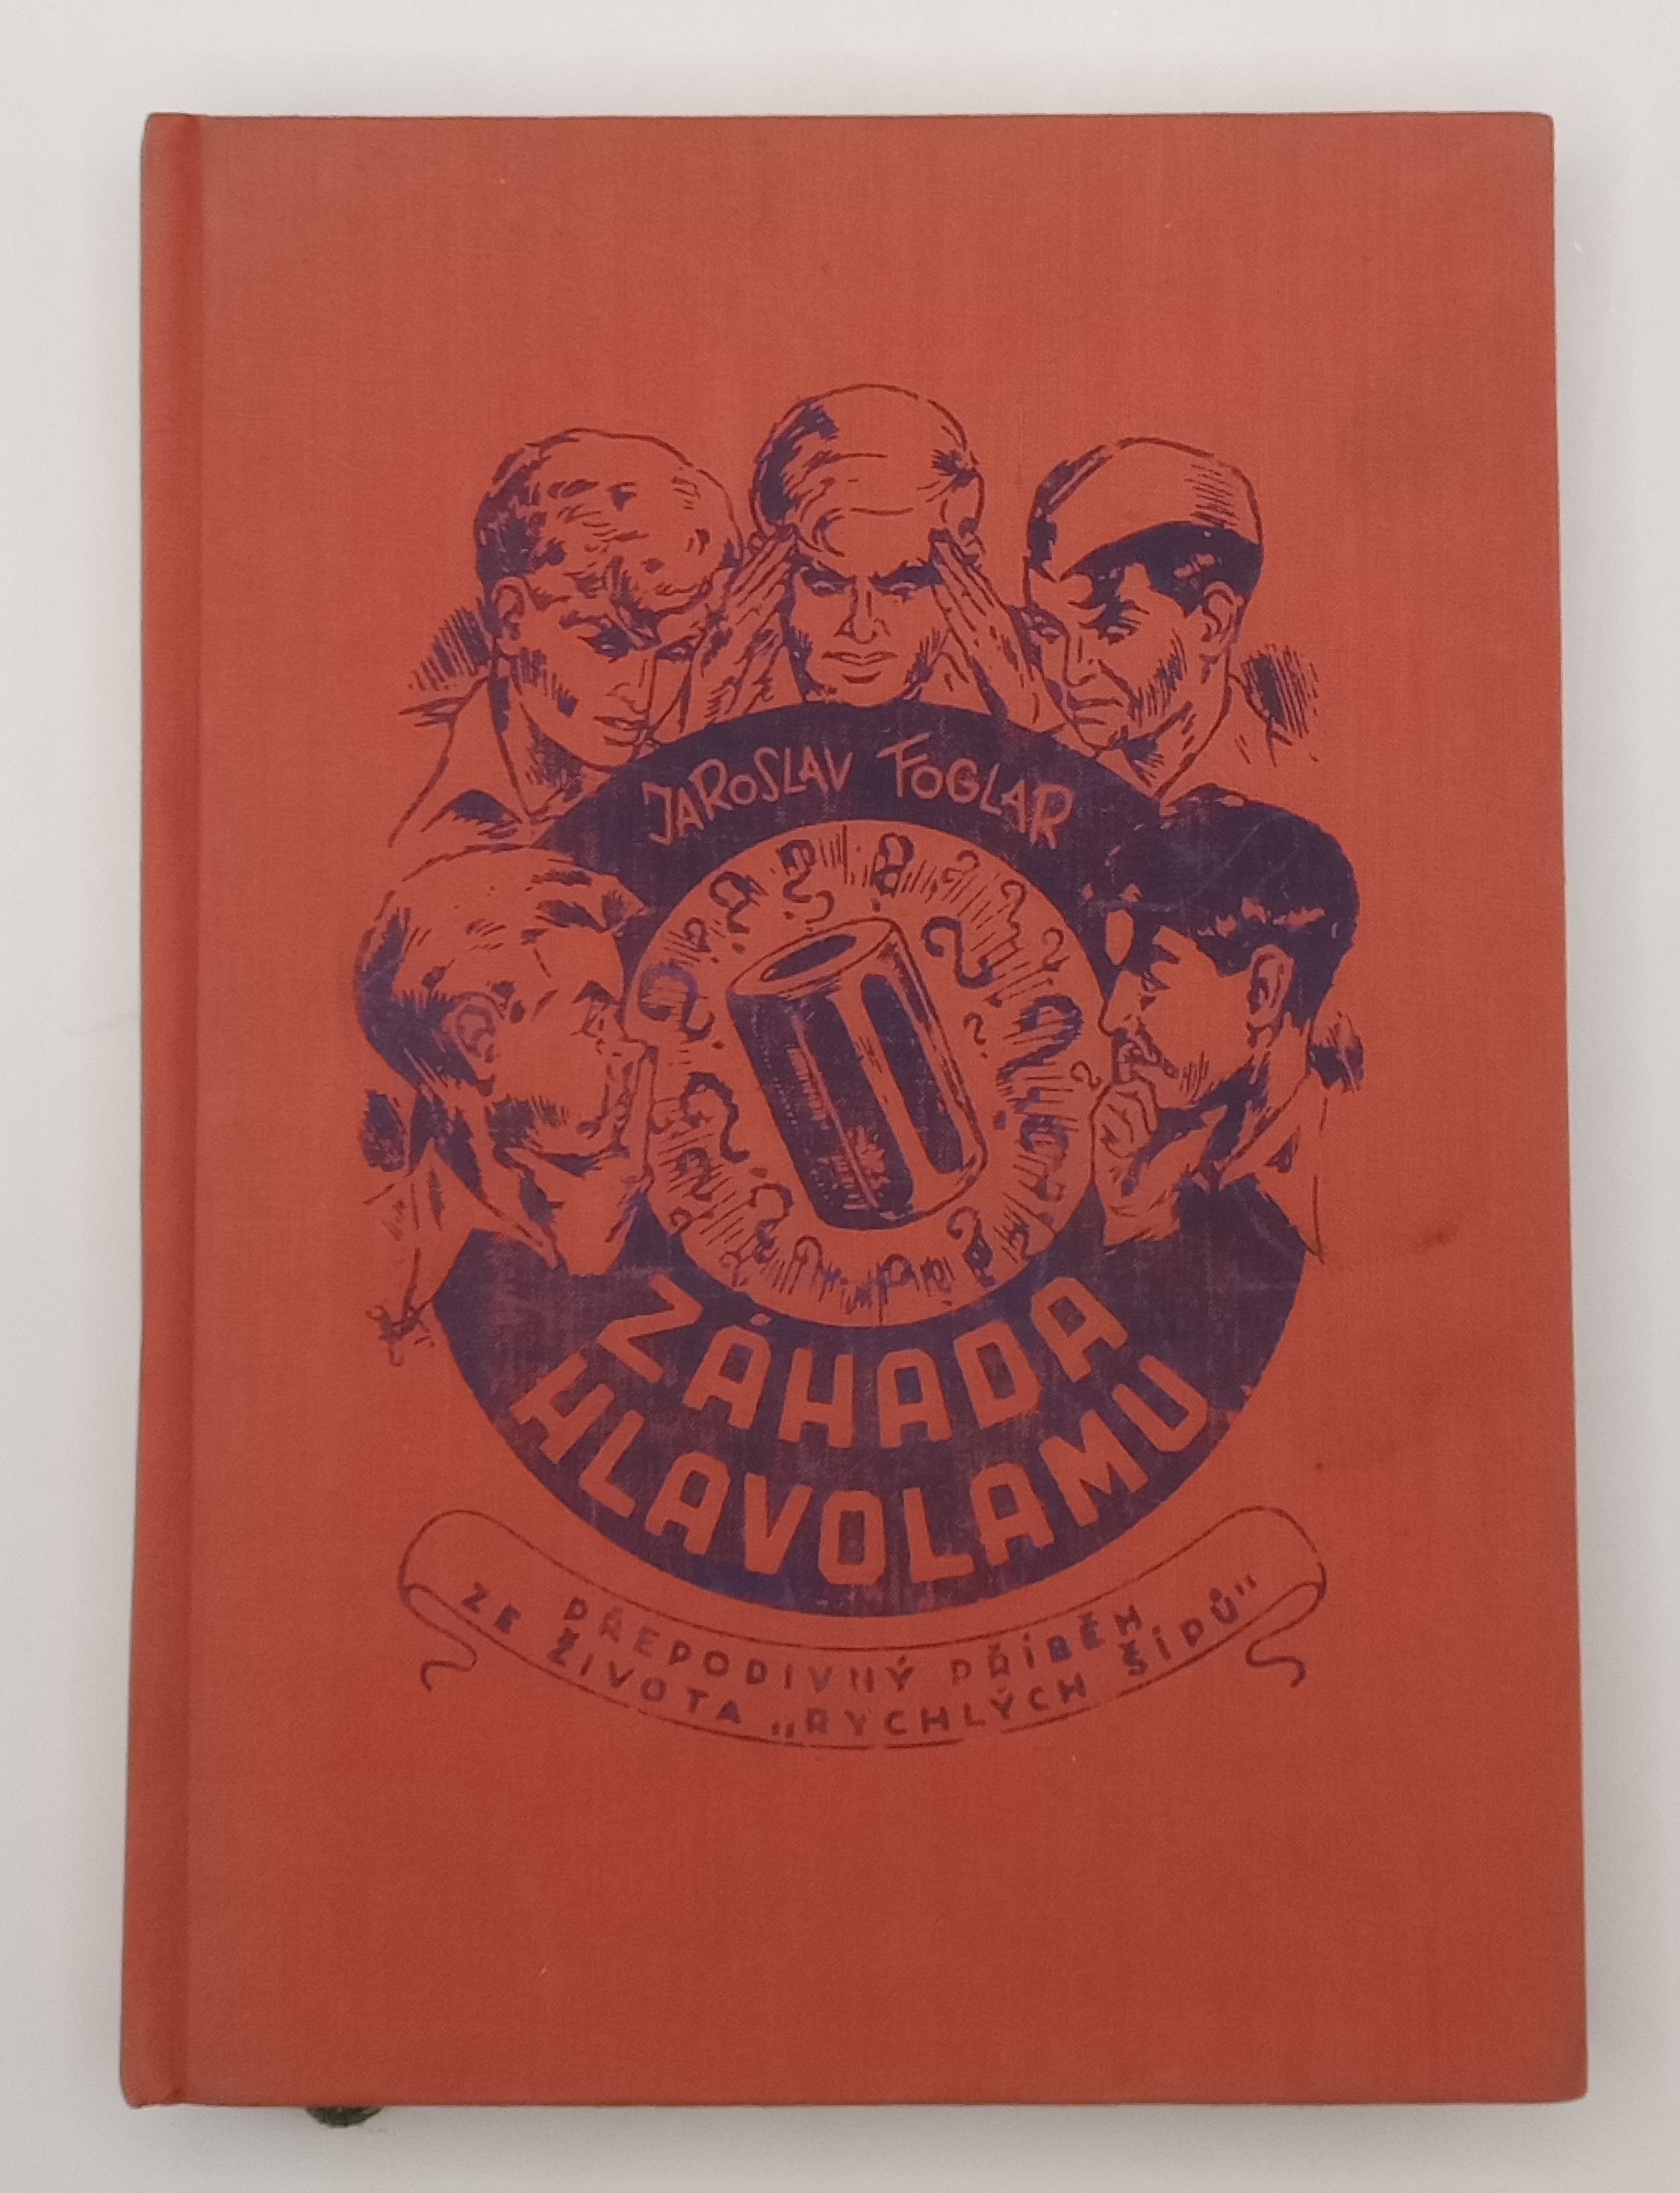 JAROSLAV FOGLAR
ZÁHADA
HLAVOLAMU
PŘEPODIVNÝ PŘÍBĚH
ZE ŽIVOTA „RYCHLÝCH ŠÍPŮ"